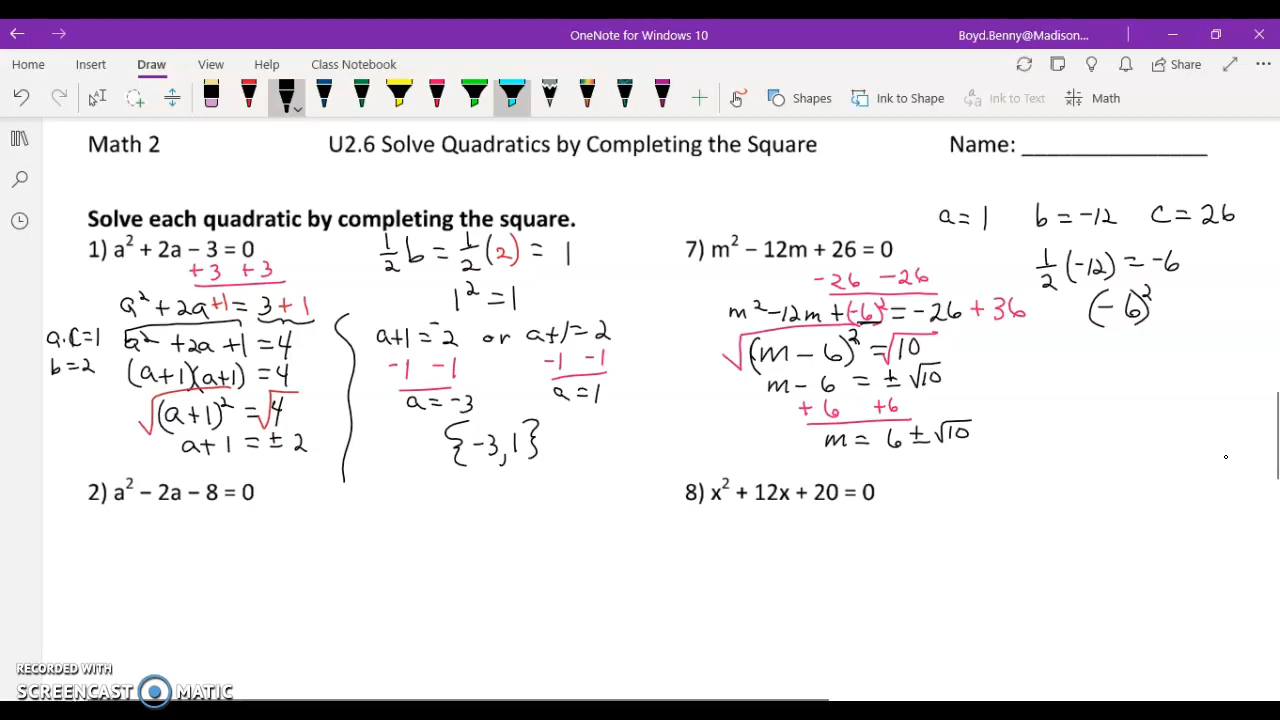 OneNote for Windows 10
Boyd.Benny@Madison...
Home Insert Draw View Help Class Notebook
Share
Shapes Ink to Shape Ink to Text Math
Math 2 U2.6 Solve Quadratics by Completing the Square Name: _______________
Solve each quadratic by completing the square.
1) a² + 2a − 3 = 0
+3 +3
a² + 2a +1 = 3 + 1
a·c=1
b=2
a² + 2a + 1 = 4
(a+1)(a+1) = 4
√(a+1)² = √4
a+1 = ± 2
½b = ½(2) = 1
1² = 1
a+1 = -2 or a+1 = 2
-1 -1 -1 -1
a = -3 a = 1
{-3, 1}
2) a² − 2a − 8 = 0
7) m² − 12m + 26 = 0
-26 -26
m² -12m + (-6)² = -26 + 36
√(m - 6)² = √10
m - 6 = ± √10
+ 6 +6
m = 6 ± √10
a = 1 b = -12 c = 26
½(-12) = -6
(-6)²
8) x² + 12x + 20 = 0
RECORDED WITH
SCREENCAST MATIC